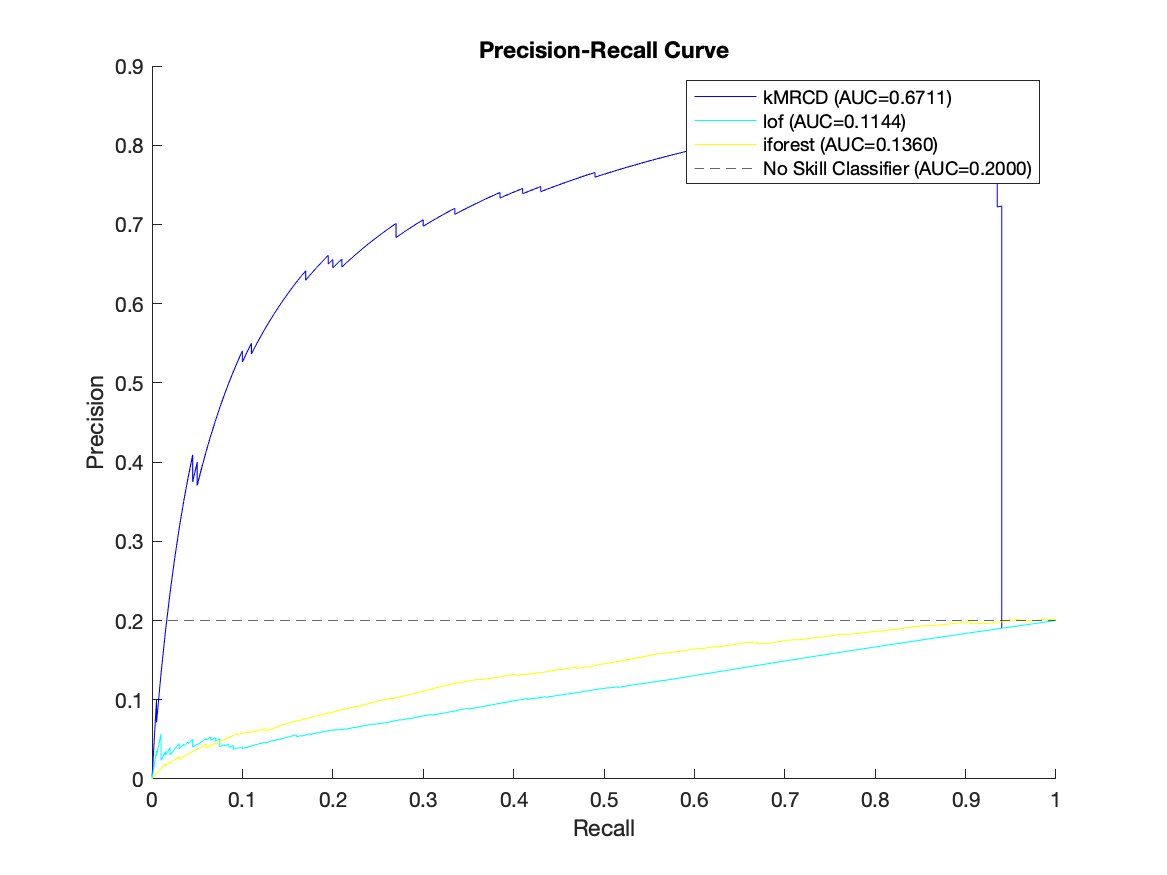 Precision-Recall Curve
kMRCD (AUC=0.6711)
lof (AUC=0.1144)
iforest (AUC=0.1360)
No Skill Classifier (AUC=0.2000)
Precision
0.9
0.8
0.7
0.6
0.5
0.4
0.3
0.2
0.1
0
0 0.1 0.2 0.3 0.4 0.5 0.6 0.7 0.8 0.9 1
Recall